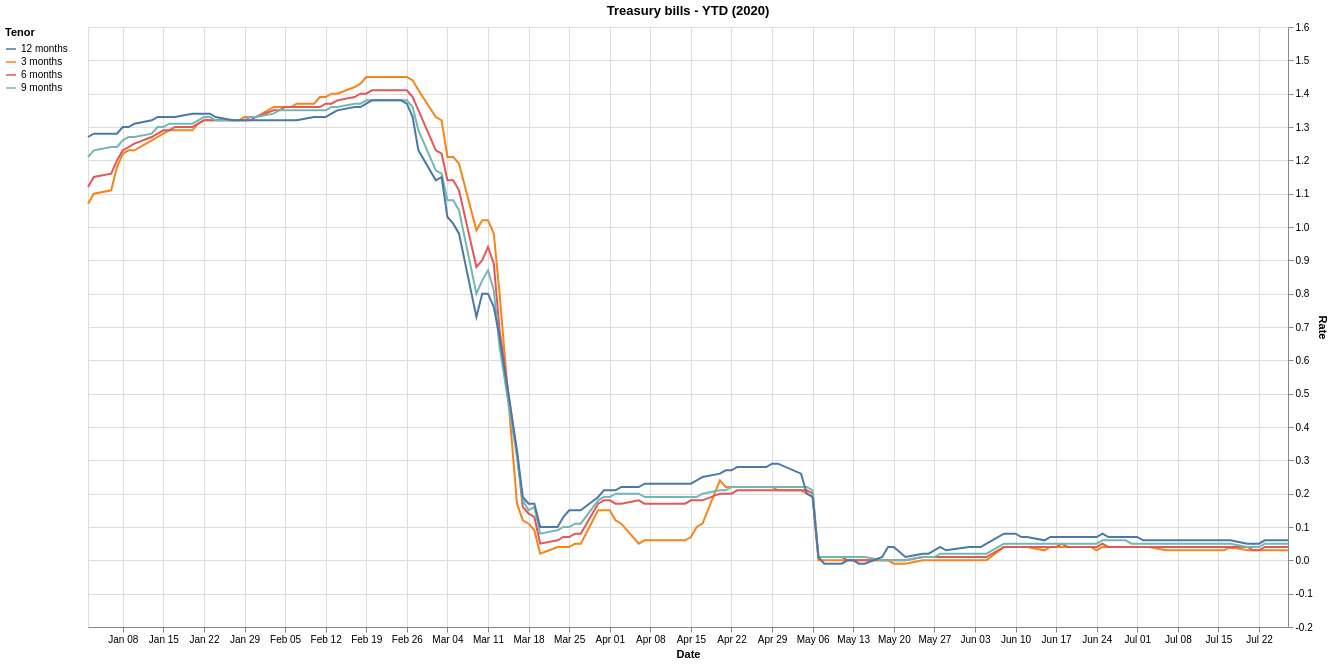 Treasury bills - YTD (2020)
Tenor
12 months
3 months
6 months
9 months
1.6
1.5
1.4
1.3
1.2
1.1
1.0
0.9
0.8
0.7
0.6
0.5
0.4
0.3
0.2
0.1
0.0
-0.1
-0.2
Rate
Jan 08 Jan 15 Jan 22 Jan 29 Feb 05 Feb 12 Feb 19 Feb 26 Mar 04 Mar 11 Mar 18 Mar 25 Apr 01 Apr 08 Apr 15 Apr 22 Apr 29 May 06 May 13 May 20 May 27 Jun 03 Jun 10 Jun 17 Jun 24 Jul 01 Jul 08 Jul 15 Jul 22
Date